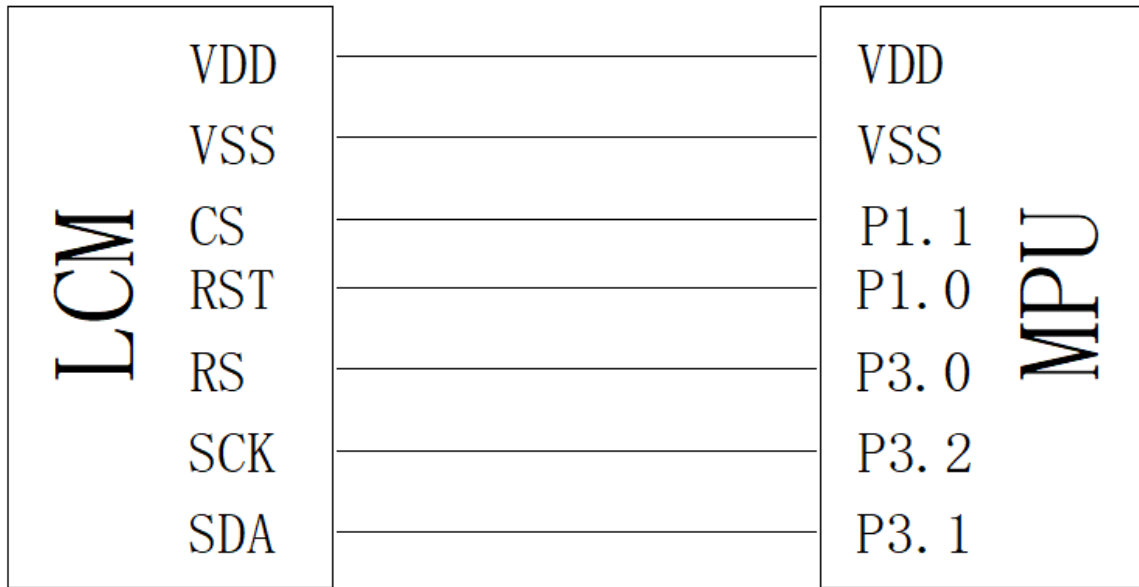 LCM
VDD VDD
VSS VSS
CS P1.1
RST P1.0
RS P3.0
SCK P3.2
SDA P3.1
MPU